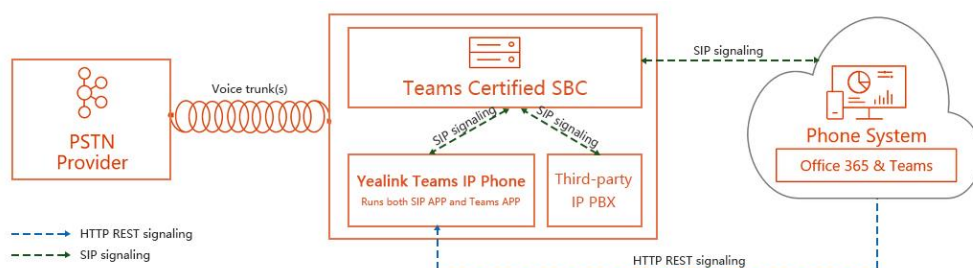 PSTN
Provider
Voice trunk(s)
Teams Certified SBC
SIP signaling
SIP signaling
SIP signaling
Yealink Teams IP Phone
Runs both SIP APP and Teams APP
Third-party
IP PBX
Phone System
Office 365 & Teams
HTTP REST signaling
SIP signaling
HTTP REST signaling